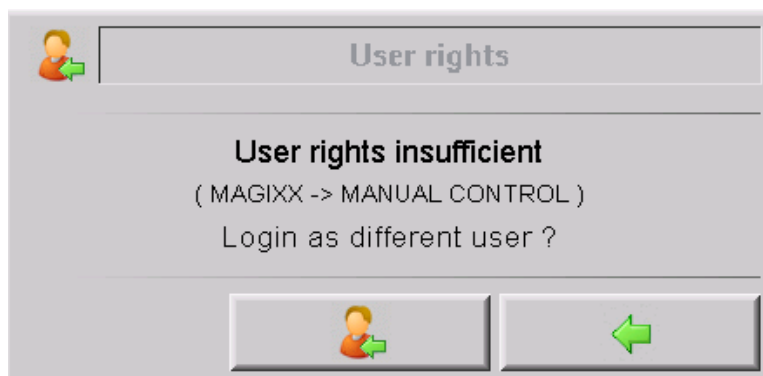 User rights
User rights insufficient
( MAGIXX -> MANUAL CONTROL )
Login as different user ?